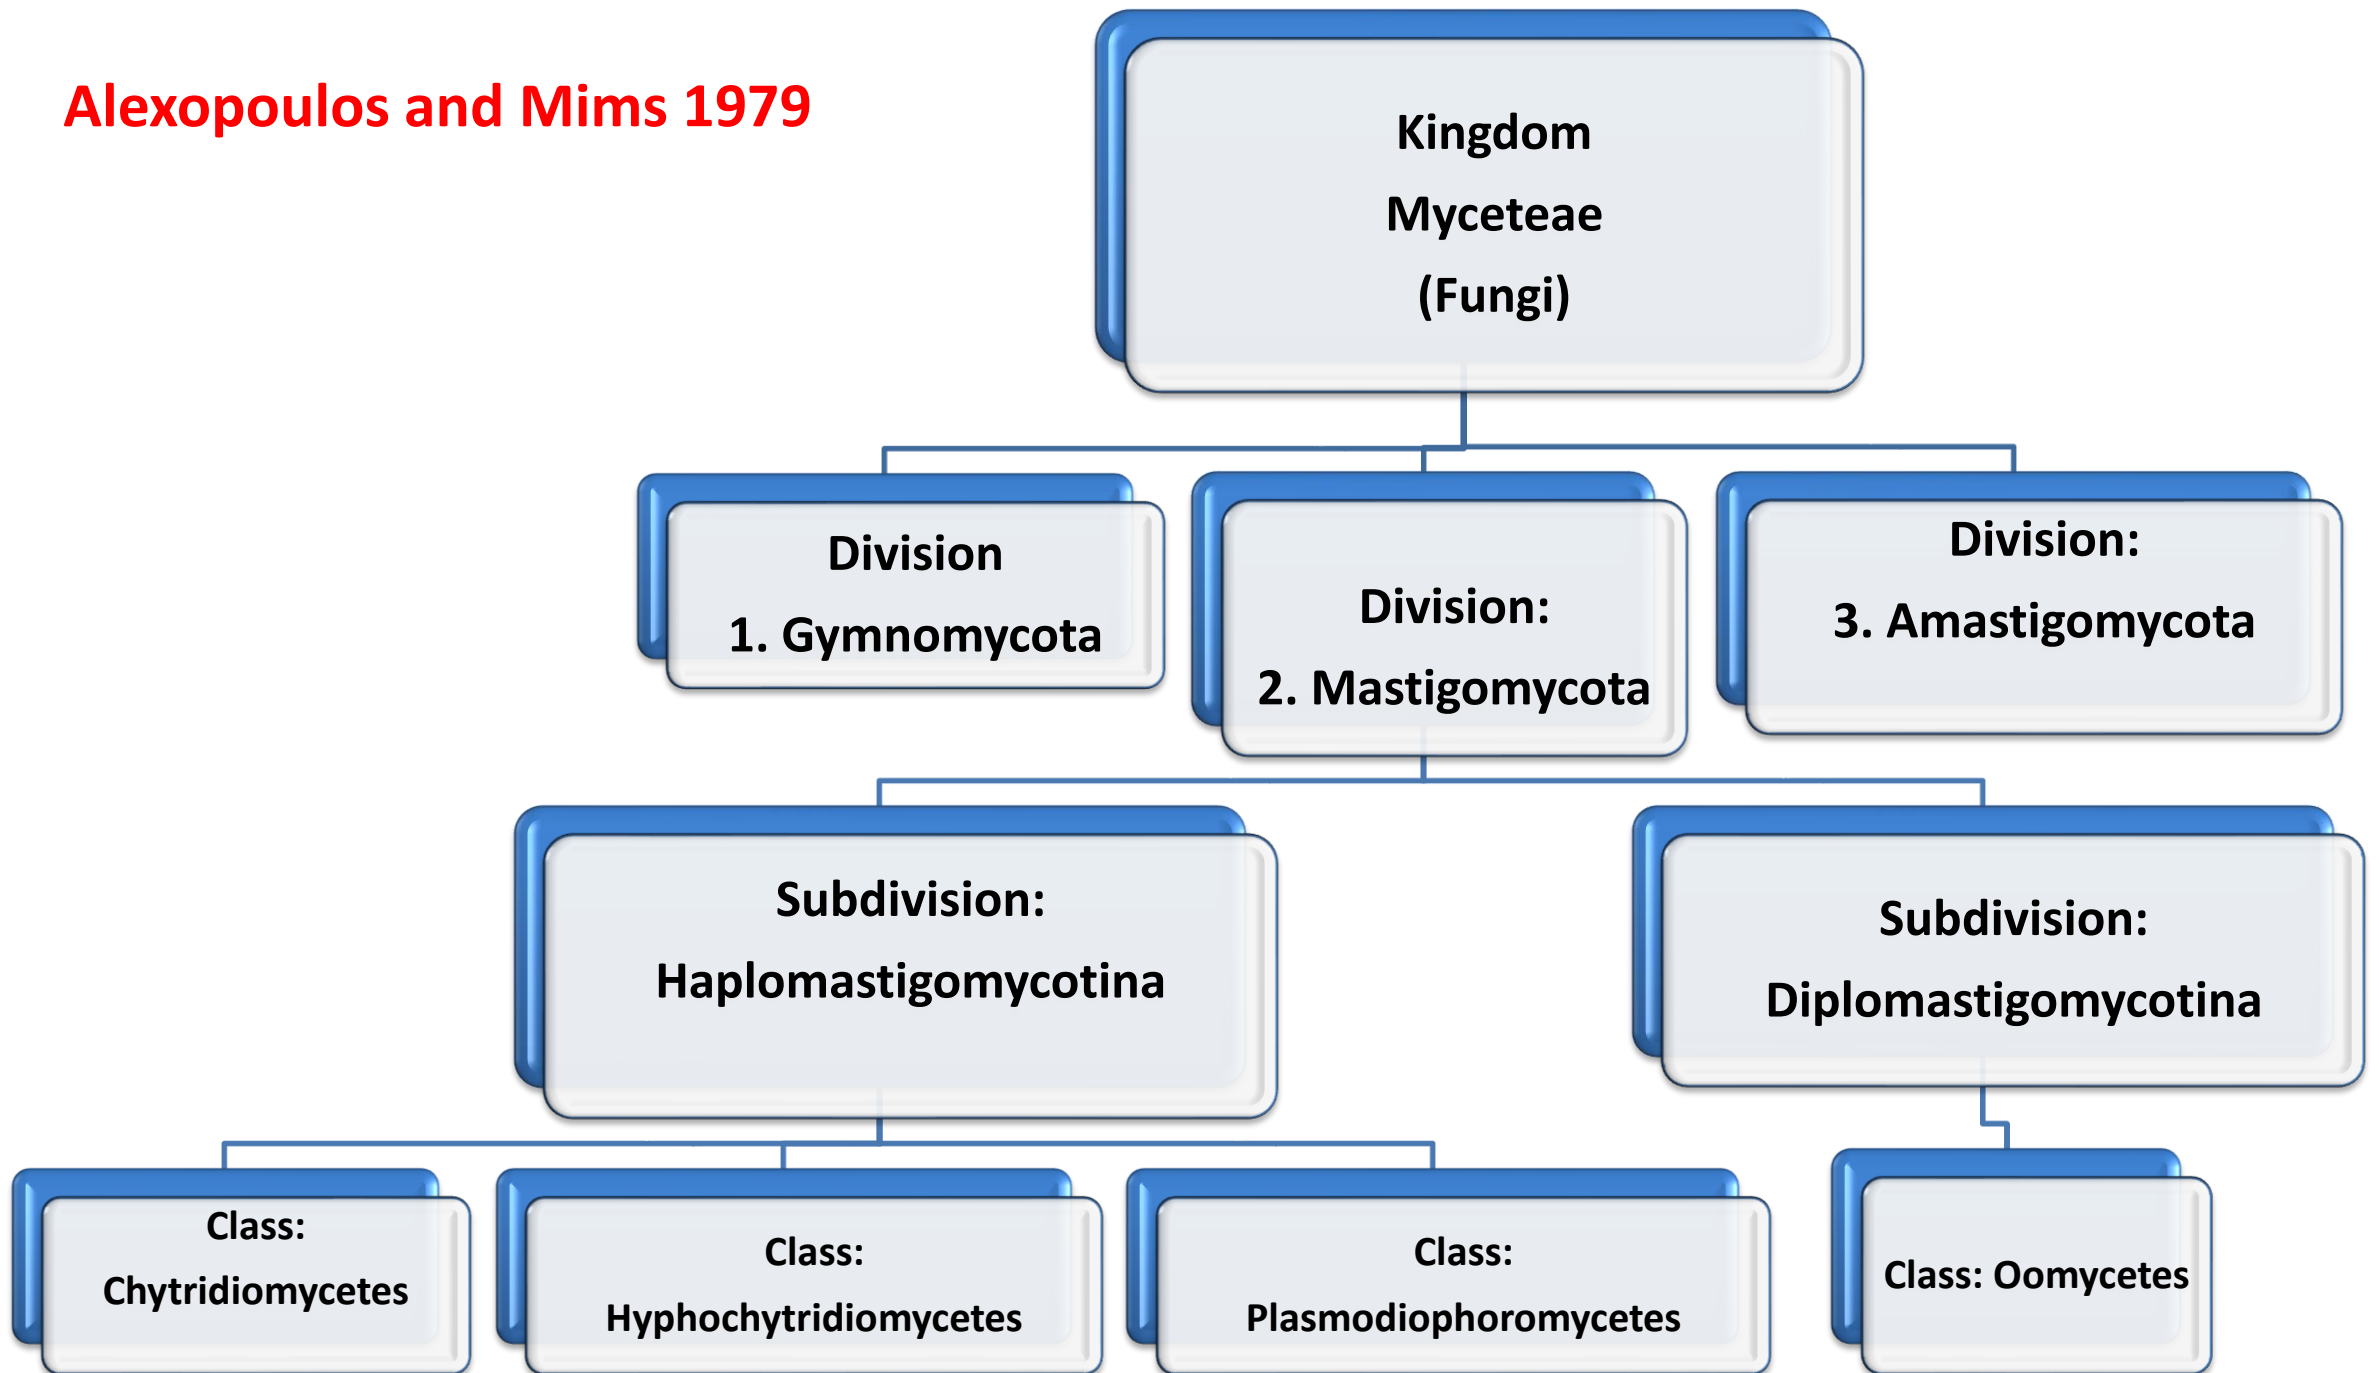 Alexopoulos and Mims 1979
Kingdom
Myceteae
(Fungi)
Division
1. Gymnomycota
Division:
2. Mastigomycota
Division:
3. Amastigomycota
Subdivision:
Haplomastigomycotina
Subdivision:
Diplomastigomycotina
Class:
Chytridiomycetes
Class:
Hyphochytridiomycetes
Class:
Plasmodiophoromycetes
Class: Oomycetes